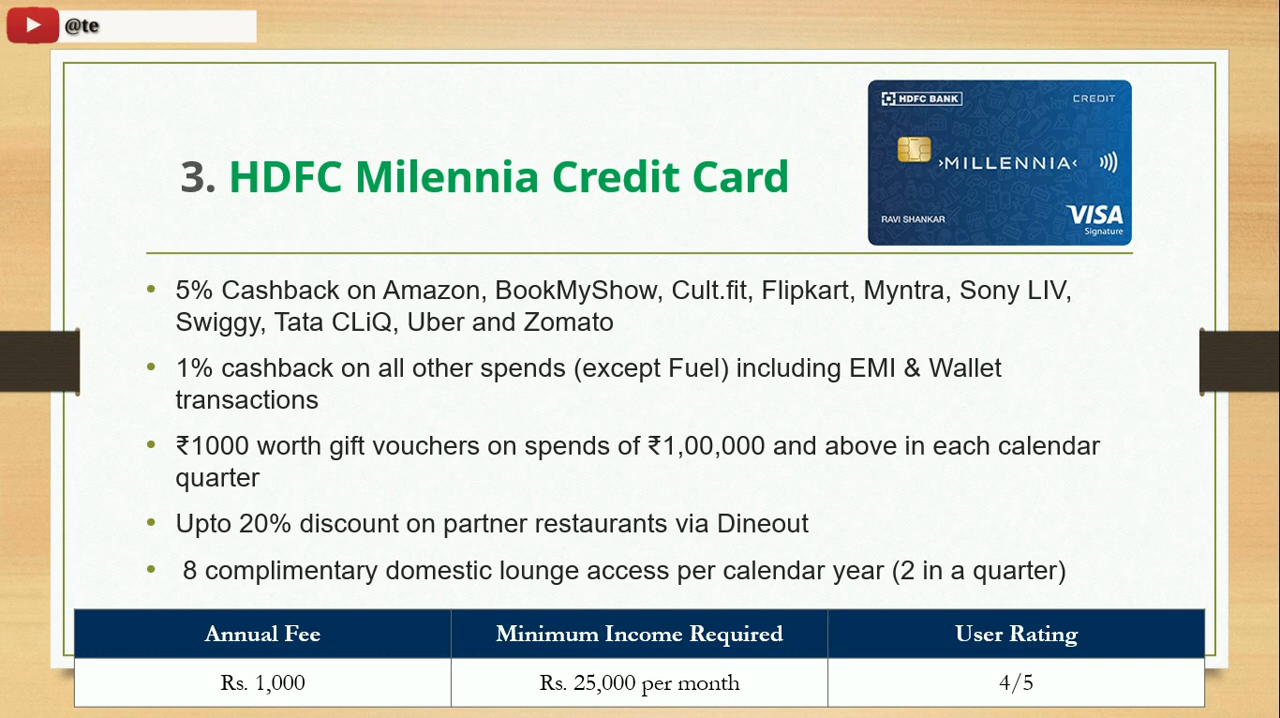 @te
HDFC BANK
CREDIT
›MILLENNIA‹
RAVI SHANKAR
VISA
Signature
3. HDFC Milennia Credit Card
• 5% Cashback on Amazon, BookMyShow, Cult.fit, Flipkart, Myntra, Sony LIV,
Swiggy, Tata CLiQ, Uber and Zomato
• 1% cashback on all other spends (except Fuel) including EMI & Wallet
transactions
• ₹1000 worth gift vouchers on spends of ₹1,00,000 and above in each calendar
quarter
• Upto 20% discount on partner restaurants via Dineout
• 8 complimentary domestic lounge access per calendar year (2 in a quarter)
Annual Fee Minimum Income Required User Rating
Rs. 1,000 Rs. 25,000 per month 4/5